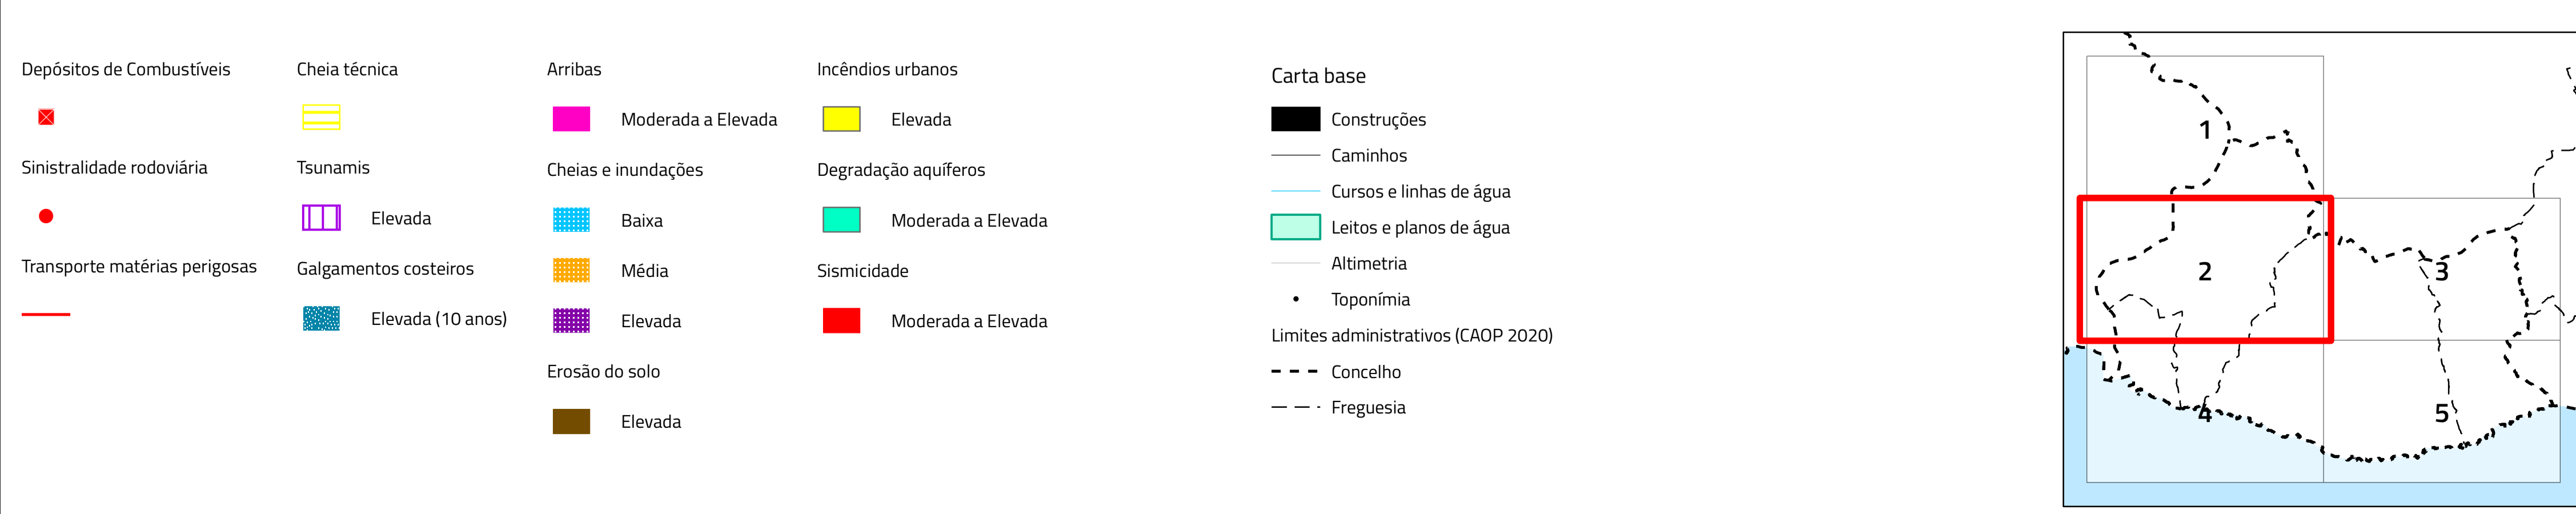 Depósitos de Combustíveis
Sinistralidade rodoviária
Transporte matérias perigosas
Cheia técnica
Tsunamis
Elevada
Galgamentos costeiros
Elevada (10 anos)
Arribas
Moderada a Elevada
Cheias e inundações
Baixa
Média
Elevada
Erosão do solo
Elevada
Incêndios urbanos
Elevada
Degradação aquíferos
Moderada a Elevada
Sismicidade
Moderada a Elevada
Carta base
Construções
Caminhos
Cursos e linhas de água
Leitos e planos de água
Altimetria
Toponímia
Limites administrativos (CAOP 2020)
Concelho
Freguesia
1
2
3
4
5